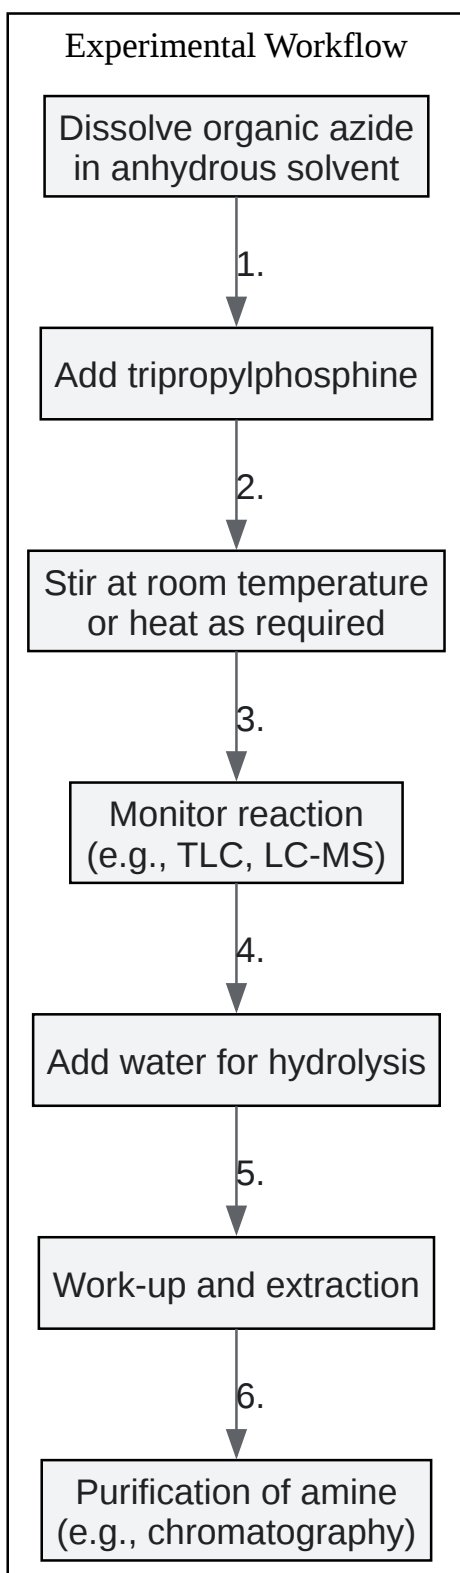 Experimental Workflow
Dissolve organic azide
in anhydrous solvent
1.
Add tripropylphosphine
2.
Stir at room temperature
or heat as required
3.
Monitor reaction
(e.g., TLC, LC-MS)
4.
Add water for hydrolysis
5.
Work-up and extraction
6.
Purification of amine
(e.g., chromatography)